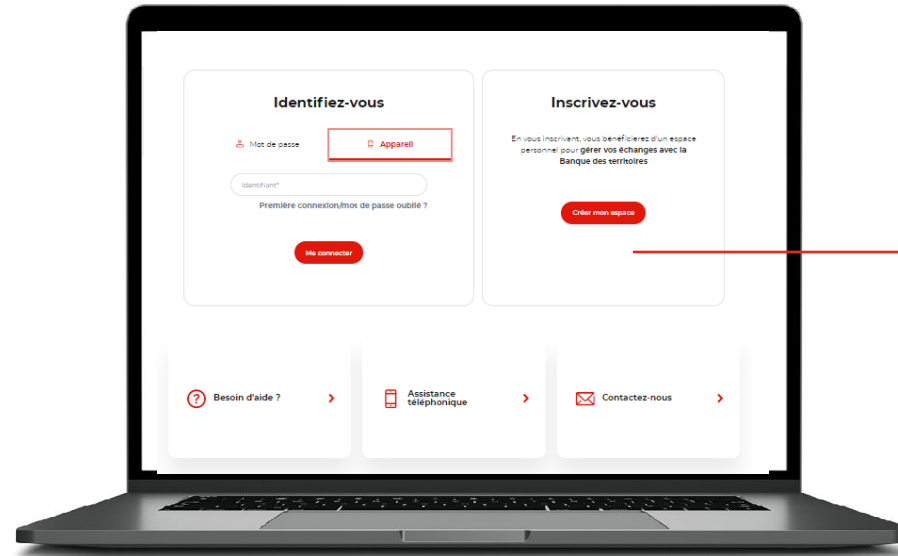 Identifiez-vous
Mot de passe
Appareil
Identifiant*
Première connexion/mot de passe oublié ?
Me connecter
Inscrivez-vous
En vous inscrivant, vous bénéficierez d'un espace
personnel pour gérer vos échanges avec la
Banque des territoires
Créer mon espace
Besoin d'aide ?
Assistance
téléphonique
Contactez-nous